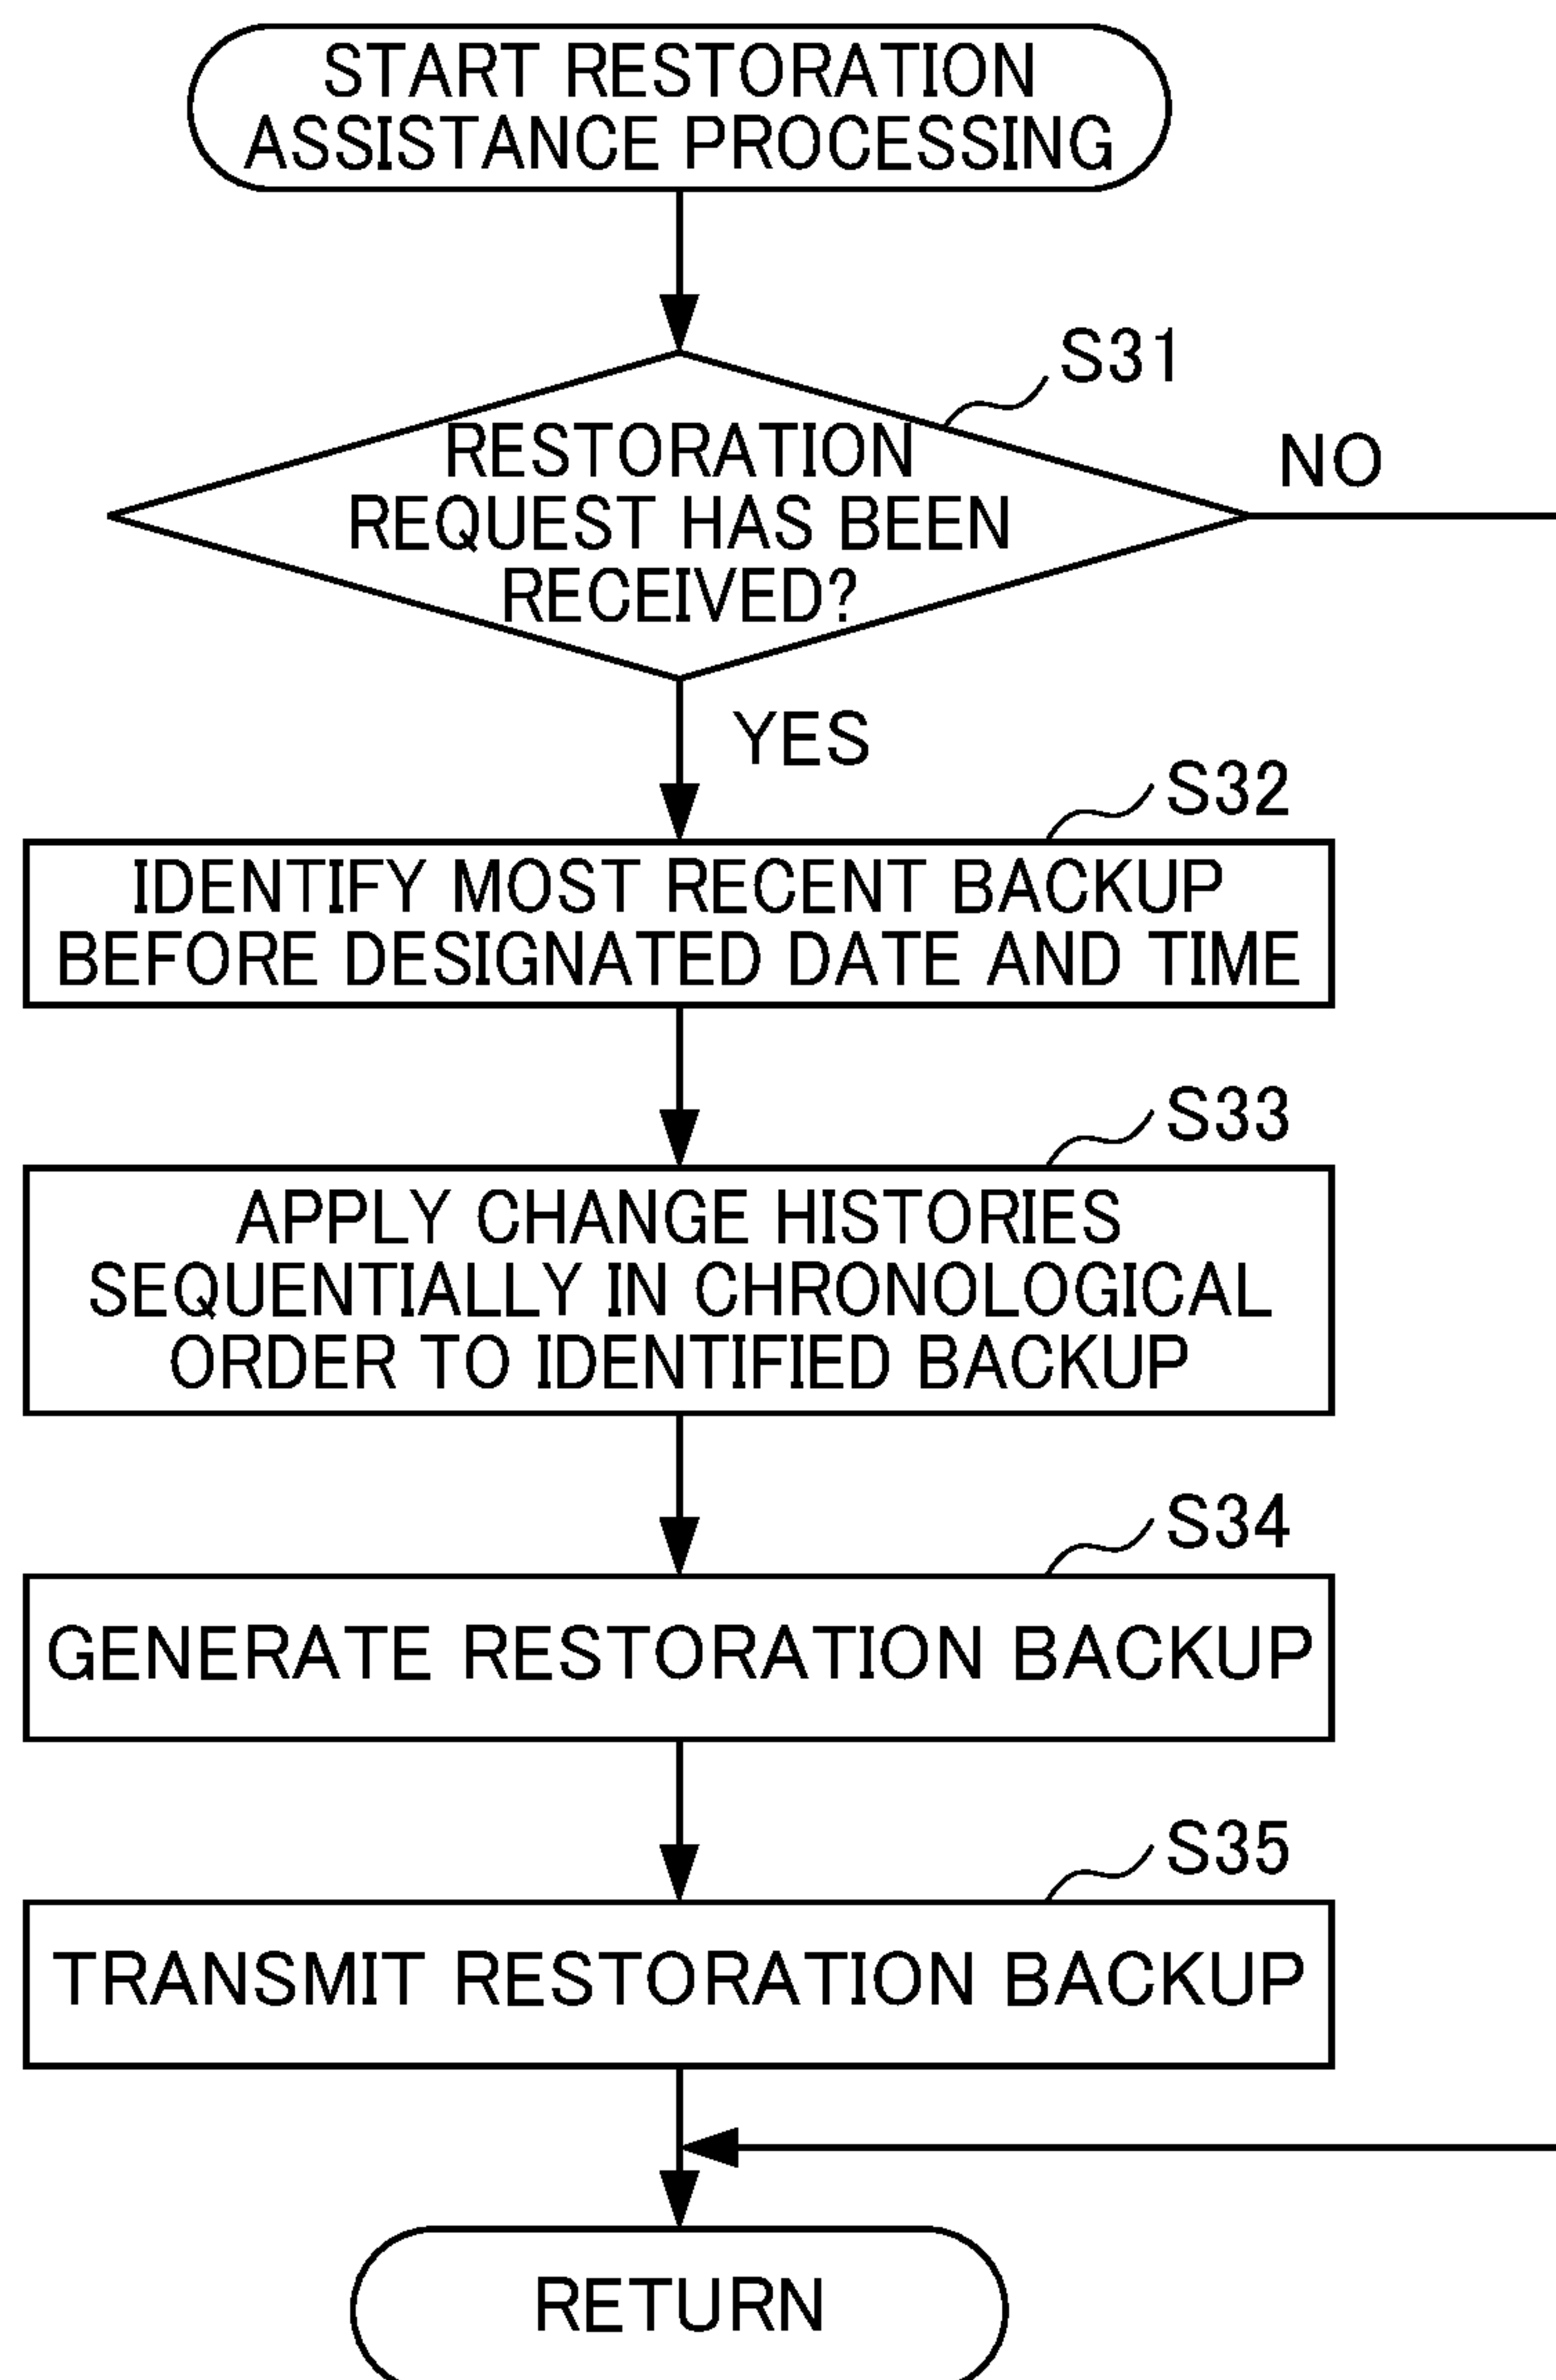 START RESTORATION
ASSISTANCE PROCESSING
S31
RESTORATION
REQUEST HAS BEEN
RECEIVED?
NO
YES
S32
IDENTIFY MOST RECENT BACKUP
BEFORE DESIGNATED DATE AND TIME
S33
APPLY CHANGE HISTORIES
SEQUENTIALLY IN CHRONOLOGICAL
ORDER TO IDENTIFIED BACKUP
S34
GENERATE RESTORATION BACKUP
S35
TRANSMIT RESTORATION BACKUP
RETURN